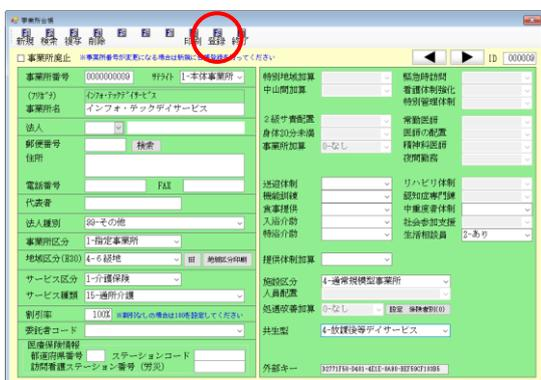 事業所台帳
新規 検索 複写 削除 印刷 登録 終了
事業所廃止 ※事業所番号が変更になる場合は新規に台帳登録を行ってください
ID 000009
事業所番号 0000000009 サテライト 1-本体事業所
(フリガナ) インフォ・テックデイサービス
事業所名 インフォ・テックデイサービス
法人
郵便番号 検索
住所
電話番号 FAX
代表者
法人種別 99-その他
事業所区分 1-指定事業所
地域区分(H30) 4-6級地 旧 地域区分印刷
サービス区分 1-介護保険
サービス種類 15-通所介護
割引率 100% ※割引なしの場合は100を設定してください
委託者コード
医療保険情報
都道府県番号 ステーションコード
訪問看護ステーション番号(労災)
特別地域加算 緊急時訪問
中山間加算 看護体制強化
特別管理体制
2級サ責配置 常勤医師
身体20分未満 医師の配置
事業所加算 0-なし 精神科医師
夜間勤務
送迎体制 リハビリ体制
機能訓練 認知症専門棟
食事提供 中重度者体制
入浴介助 社会参加支援
特浴介助 生活相談員 2-あり
提供体制加算
施設区分 4-通常規模型事業所
人員配置
処遇改善加算 0-なし 設定 保険者別(0)
共生型 4-放課後等デイサービス
外部キー